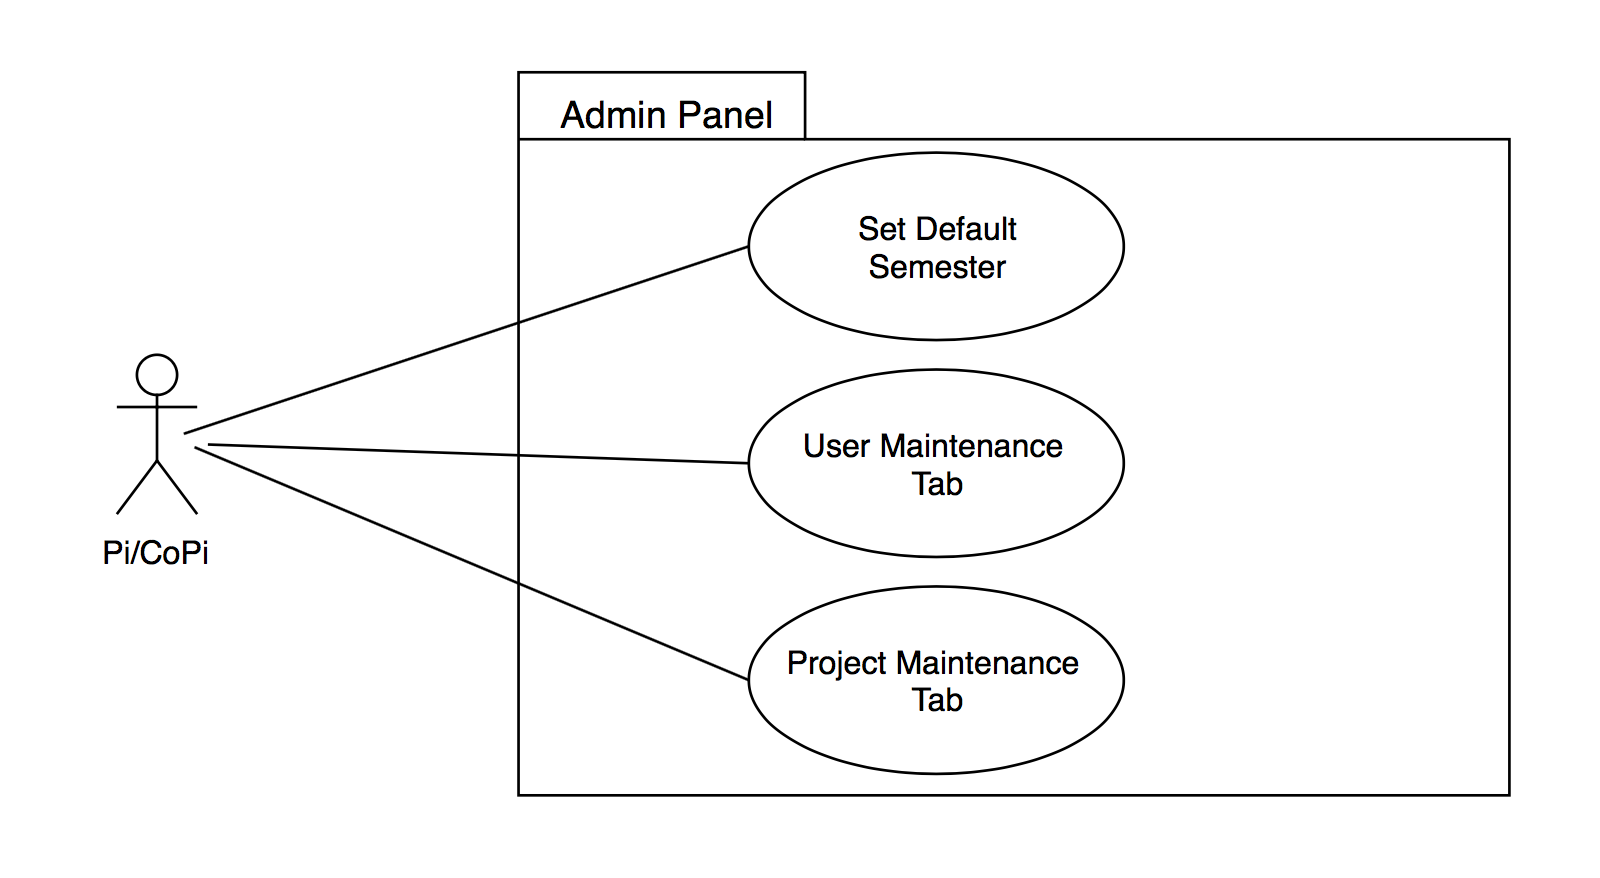 Admin Panel
Set Default
Semester
User Maintenance
Tab
Pi/CoPi
Project Maintenance
Tab